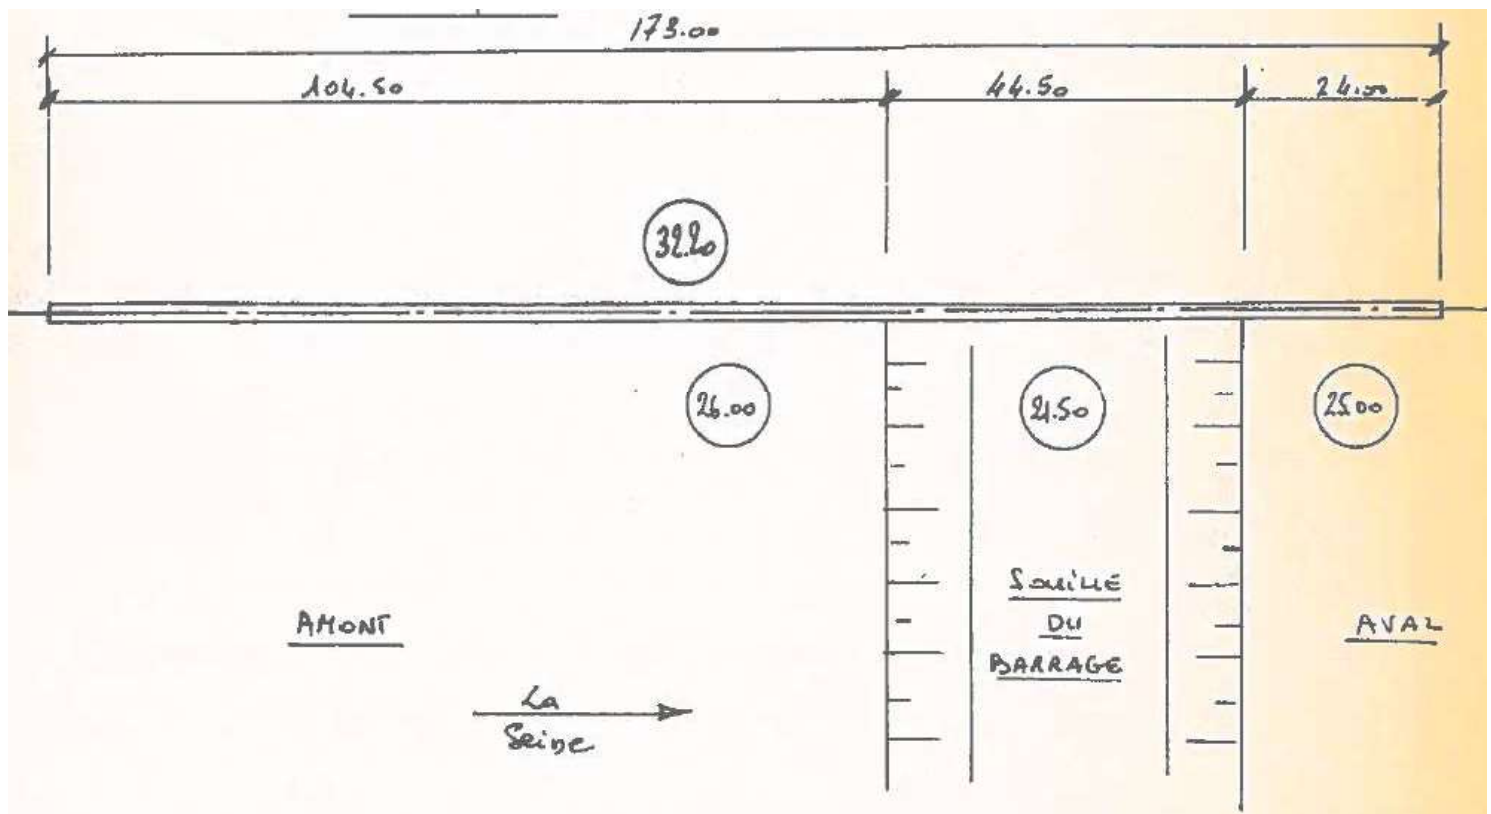 173.00
104.50
44.50
24.00
32.20
26.00
21.50
25.00
SOUILLE
DU
BARRAGE
AMONT
AVAL
La
Seine